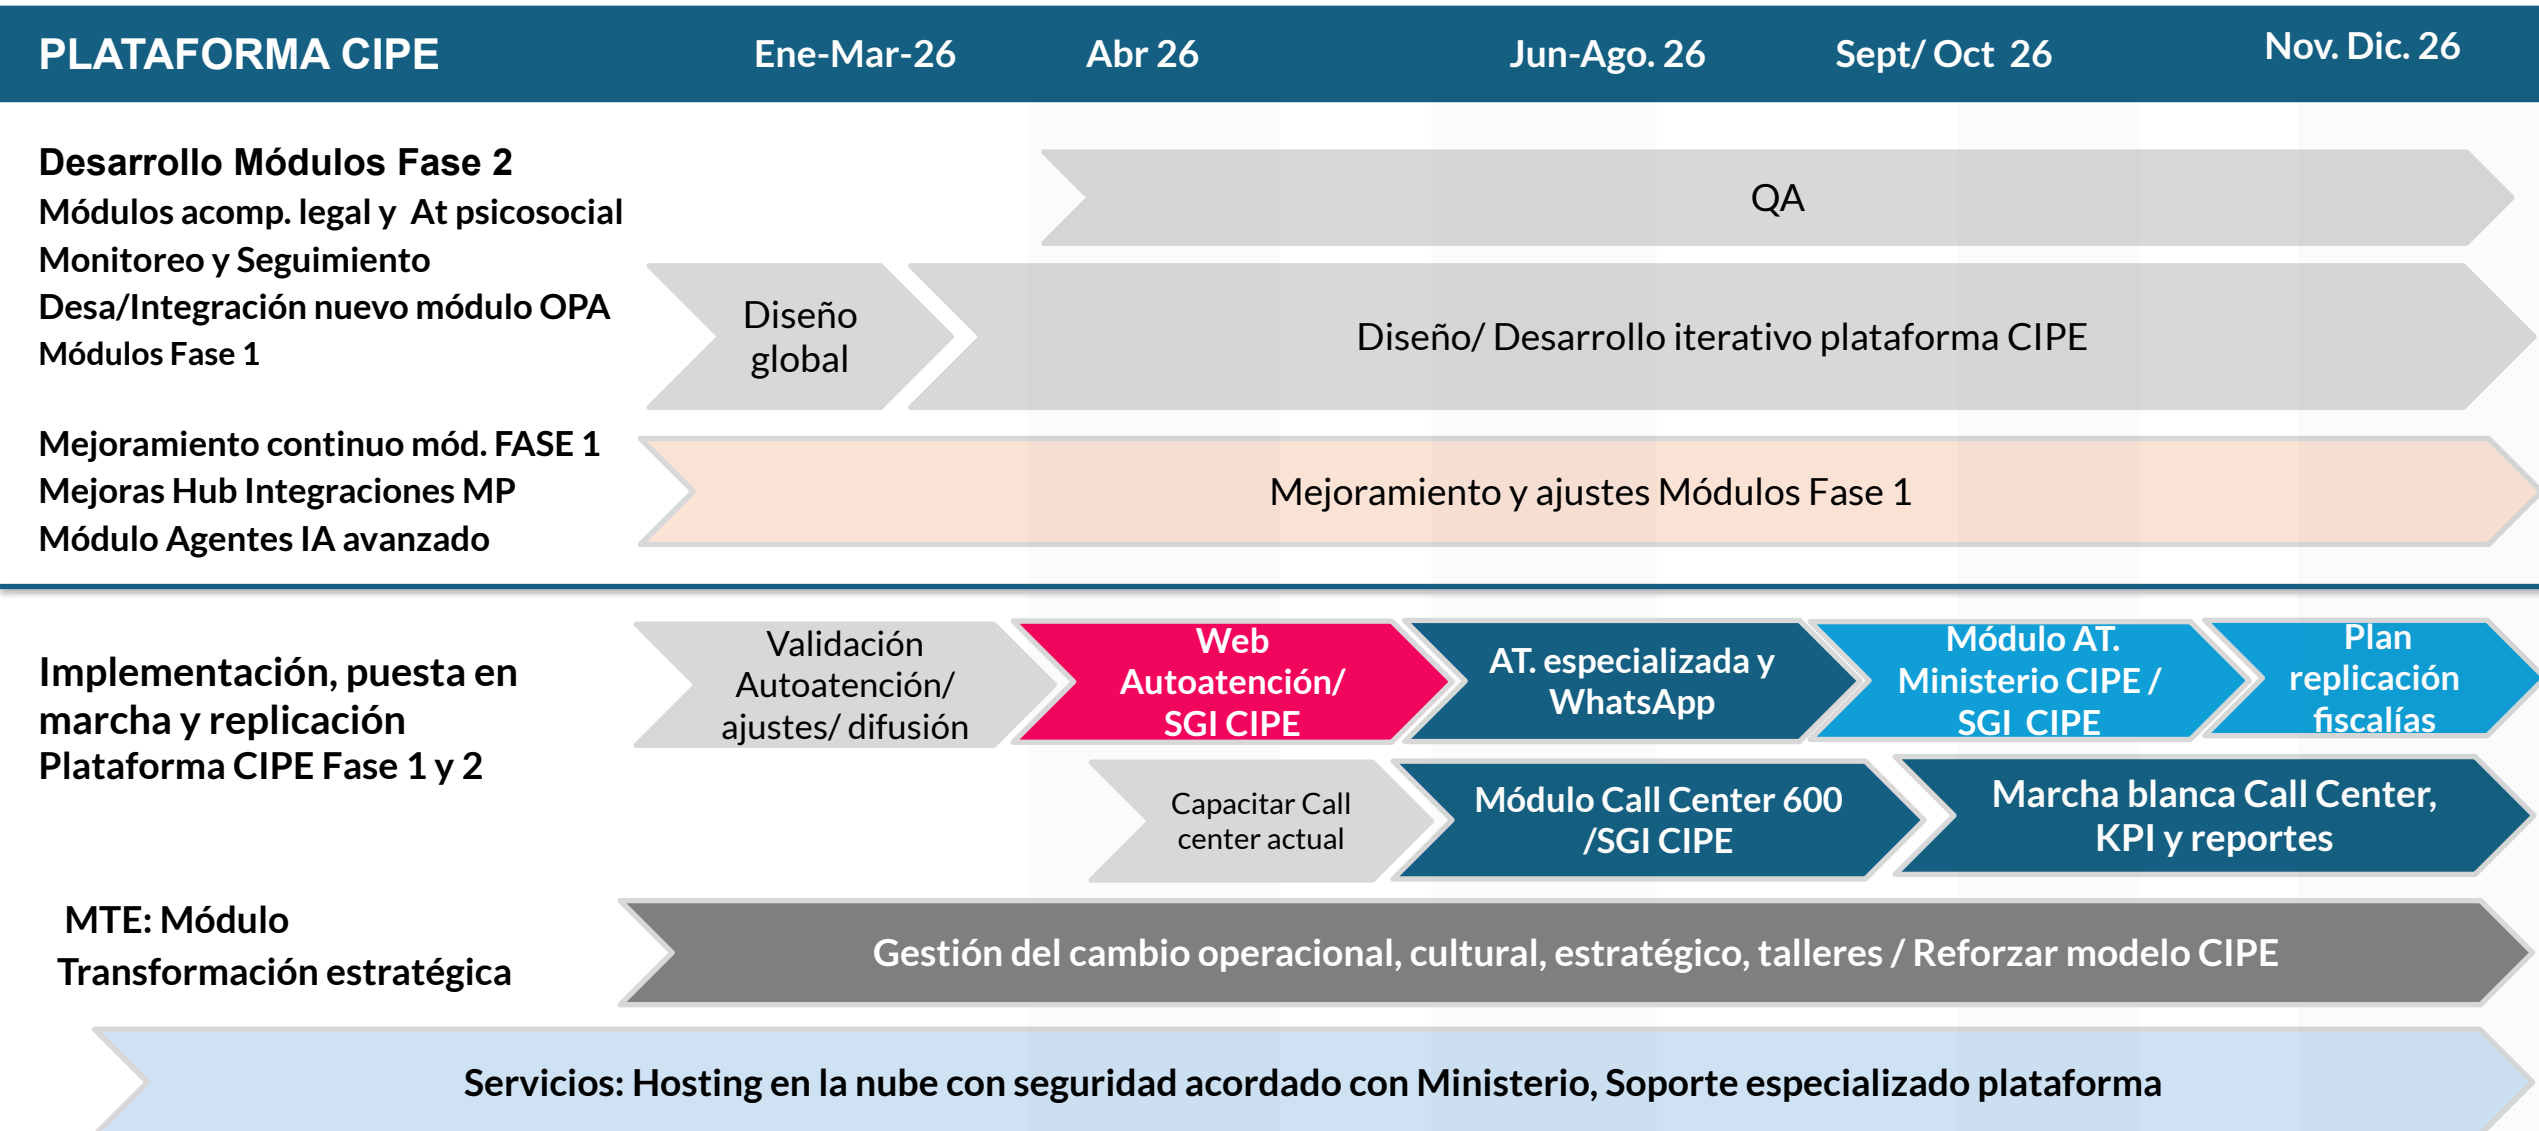 PLATAFORMA CIPE
Ene-Mar-26
Abr 26
Jun-Ago. 26
Sept/ Oct 26
Nov. Dic. 26
Desarrollo Módulos Fase 2
Módulos acomp. legal y At psicosocial
Monitoreo y Seguimiento
Desa/Integración nuevo módulo OPA
Módulos Fase 1
QA
Diseño
global
Diseño/ Desarrollo iterativo plataforma CIPE
Mejoramiento continuo mód. FASE 1
Mejoras Hub Integraciones MP
Módulo Agentes IA avanzado
Mejoramiento y ajustes Módulos Fase 1
Implementación, puesta en
marcha y replicación
Plataforma CIPE Fase 1 y 2
Validación
Autoatención/
ajustes/ difusión
Web
Autoatención/
SGI CIPE
AT. especializada y
WhatsApp
Módulo AT.
Ministerio CIPE /
SGI CIPE
Plan
replicación
fiscalías
Capacitar Call
center actual
Módulo Call Center 600
/SGI CIPE
Marcha blanca Call Center,
KPI y reportes
MTE: Módulo
Transformación estratégica
Gestión del cambio operacional, cultural, estratégico, talleres / Reforzar modelo CIPE
Servicios: Hosting en la nube con seguridad acordado con Ministerio, Soporte especializado plataforma